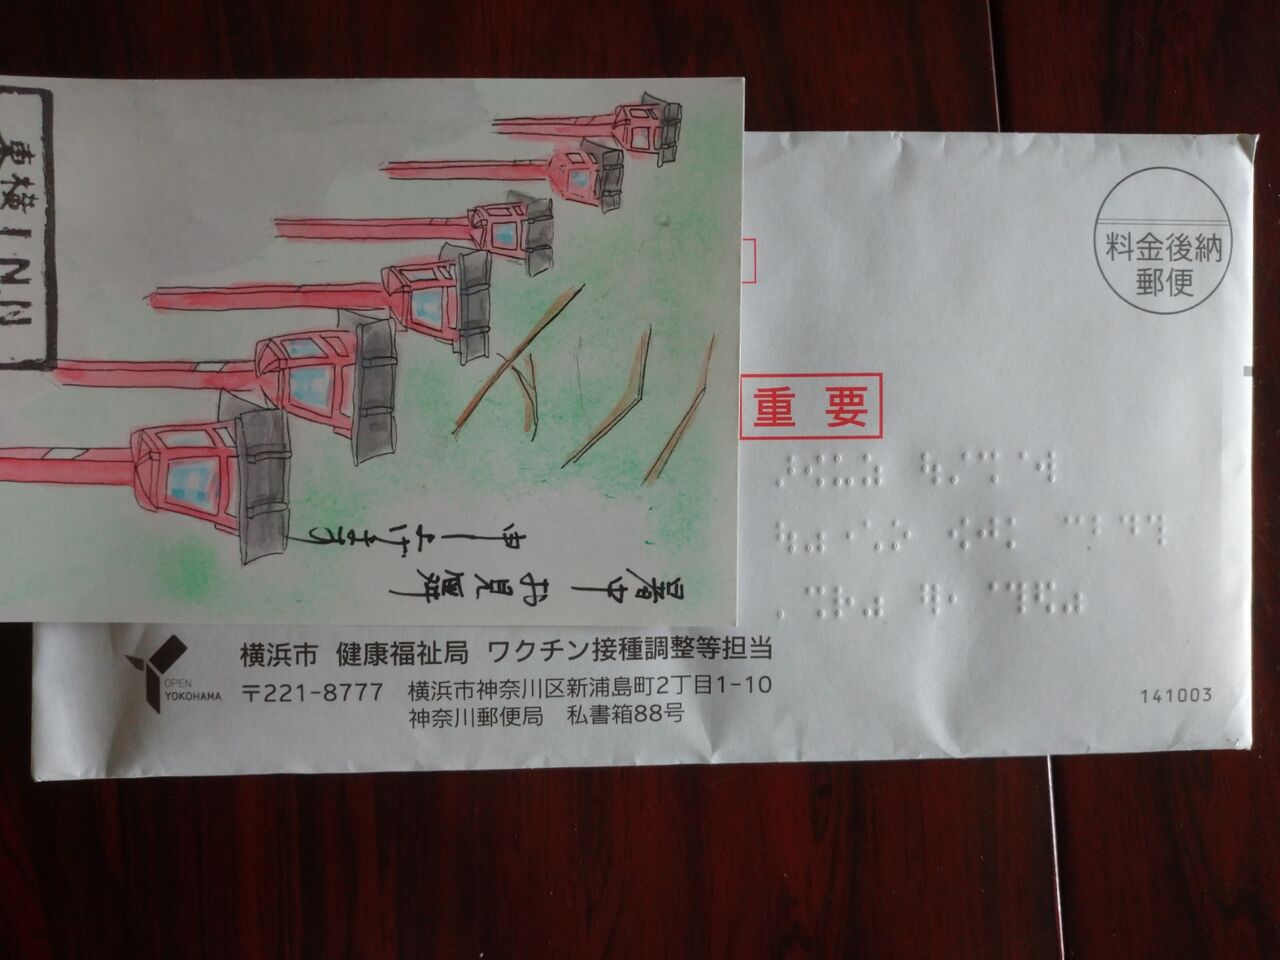 東横INN
暑中お見舞
申し上げます
料金後納
郵便
重要
横浜市 健康福祉局 ワクチン接種調整等担当
〒221-8777 横浜市神奈川区新浦島町2丁目1-10
神奈川郵便局 私書箱88号
OPEN
YOKOHAMA
141003